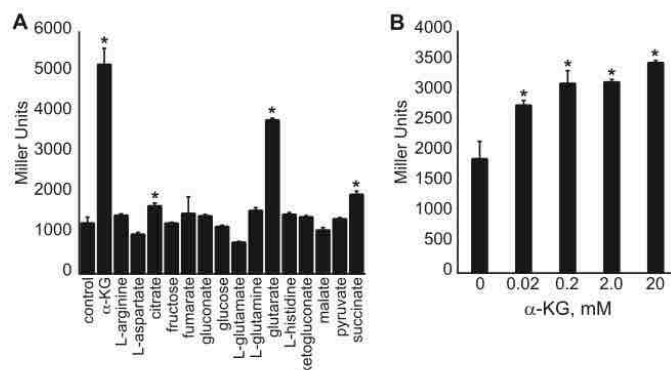 A
Miller Units
6000
5000
4000
3000
2000
1000
0
*
*
*
*
control
α-KG
L-arginine
L-aspartate
citrate
fructose
fumarate
gluconate
glucose
L-glutamate
L-glutamine
glutarate
L-histidine
ketogluconate
malate
pyruvate
succinate
B
Miller Units
4000
3500
3000
2500
2000
1500
1000
500
0
*
*
*
*
0 0.02 0.2 2.0 20
α-KG, mM